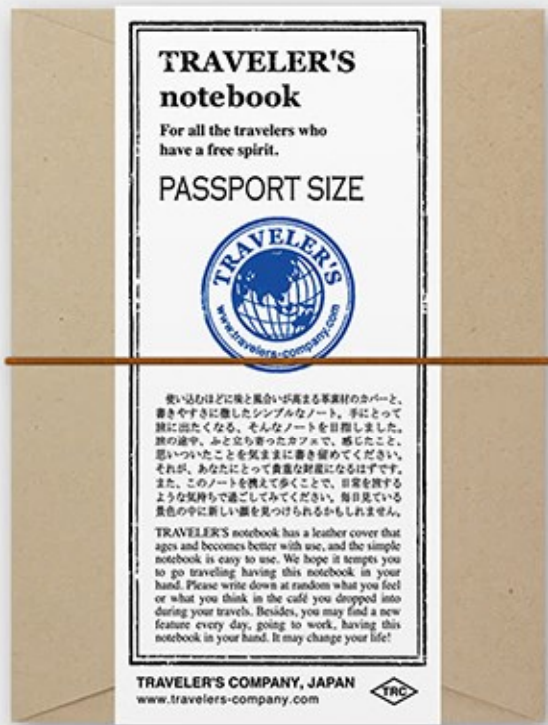 TRAVELER'S
notebook
For all the travelers who
have a free spirit.
PASSPORT SIZE
TRAVELER'S
www.travelers-company.com
使い込むほどに味と風合いが高まる革素材のカバーと、
書きやすさに徹したシンプルなノート。手にとって
旅に出たくなる、そんなノートを目指しました。
旅の途中、ふと立ち寄ったカフェで、感じたこと、
思いついたことを気ままに書き留めてください。
それが、あなたにとって貴重な財産になるはずです。
また、このノートを携えて歩くことで、日常を旅する
ような気持ちで過ごしてみてください。毎日見ている
景色の中に新しい顔を見つけられるかもしれません。
TRAVELER'S notebook has a leather cover that
ages and becomes better with use, and the simple
notebook is easy to use. We hope it tempts you
to go traveling having this notebook in your
hand. Please write down at random what you feel
or what you think in the café you dropped into
during your travels. Besides, you may find a new
feature every day, going to work, having this
notebook in your hand. It may change your life!
TRAVELER'S COMPANY, JAPAN
www.travelers-company.com
TRC